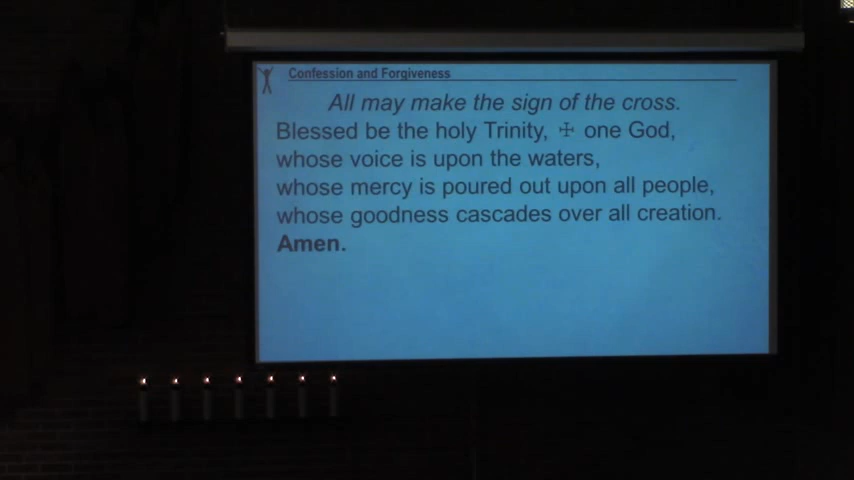 Confession and Forgiveness
All may make the sign of the cross.
Blessed be the holy Trinity, ☩ one God,
whose voice is upon the waters,
whose mercy is poured out upon all people,
whose goodness cascades over all creation.
Amen.